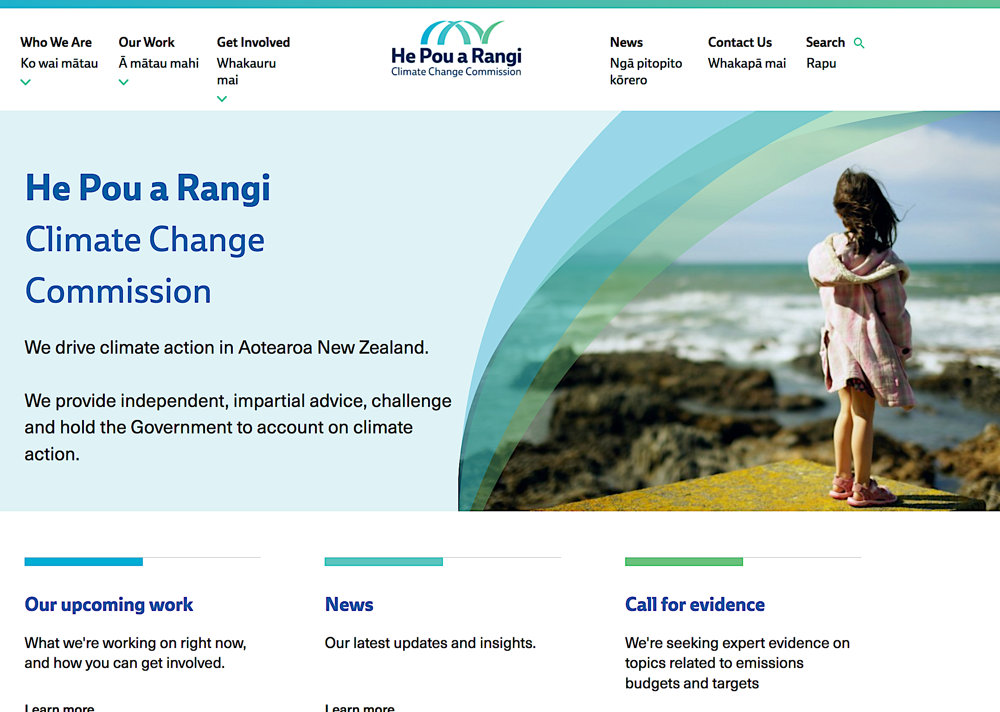 Who We Are
Ko wai mātau
Our Work
Ā mātau mahi
Get Involved
Whakauru
mai
He Pou a Rangi
Climate Change Commission
News
Ngā pitopito
kōrero
Contact Us
Whakapā mai
Search
Rapu
He Pou a Rangi
Climate Change
Commission
We drive climate action in Aotearoa New Zealand.
We provide independent, impartial advice, challenge
and hold the Government to account on climate
action.
Our upcoming work
What we're working on right now,
and how you can get involved.
Learn more
News
Our latest updates and insights.
Learn more
Call for evidence
We're seeking expert evidence on
topics related to emissions
budgets and targets